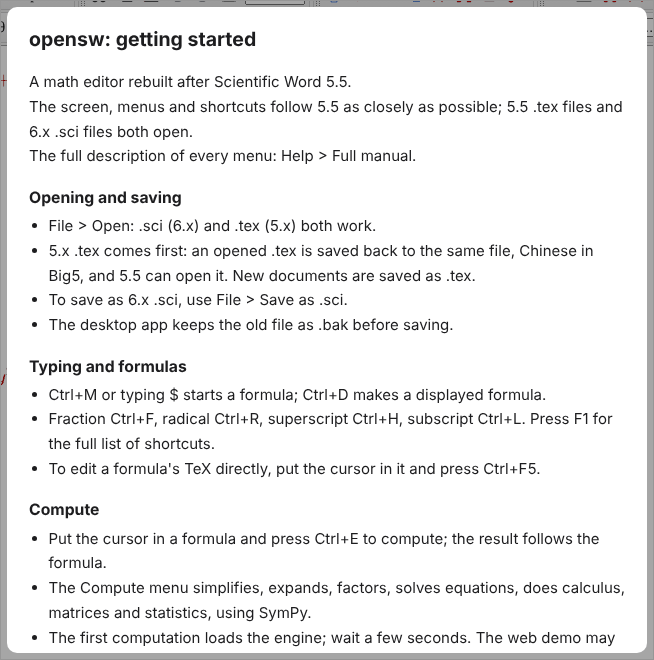 opensw: getting started
A math editor rebuilt after Scientific Word 5.5.
The screen, menus and shortcuts follow 5.5 as closely as possible; 5.5 .tex files and
6.x .sci files both open.
The full description of every menu: Help > Full manual.
Opening and saving
• File > Open: .sci (6.x) and .tex (5.x) both work.
• 5.x .tex comes first: an opened .tex is saved back to the same file, Chinese in
Big5, and 5.5 can open it. New documents are saved as .tex.
• To save as 6.x .sci, use File > Save as .sci.
• The desktop app keeps the old file as .bak before saving.
Typing and formulas
• Ctrl+M or typing $ starts a formula; Ctrl+D makes a displayed formula.
• Fraction Ctrl+F, radical Ctrl+R, superscript Ctrl+H, subscript Ctrl+L. Press F1 for
the full list of shortcuts.
• To edit a formula's TeX directly, put the cursor in it and press Ctrl+F5.
Compute
• Put the cursor in a formula and press Ctrl+E to compute; the result follows the
formula.
• The Compute menu simplifies, expands, factors, solves equations, does calculus,
matrices and statistics, using SymPy.
• The first computation loads the engine; wait a few seconds. The web demo may